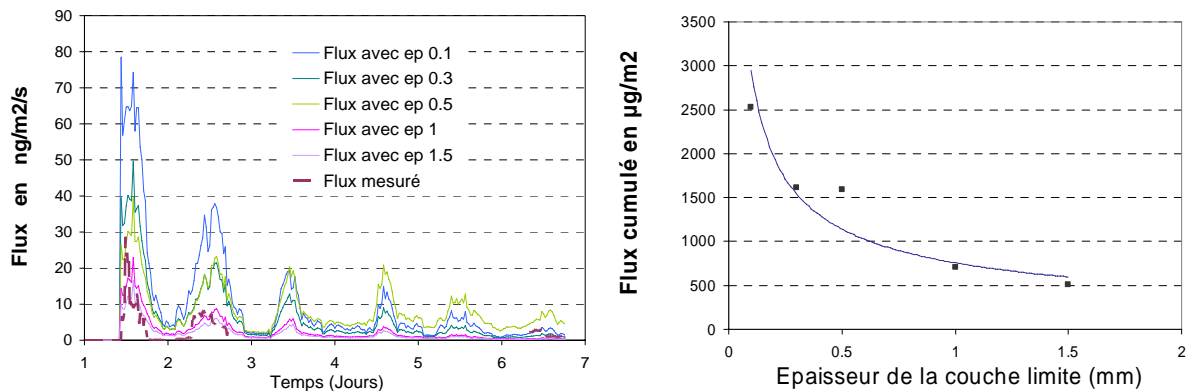 Flux en ng/m2/s
90
80
70
60
50
40
30
20
10
0
Flux avec ep 0.1
Flux avec ep 0.3
Flux avec ep 0.5
Flux avec ep 1
Flux avec ep 1.5
Flux mesuré
1 2 3 4 5 6 7
Temps (Jours)
Flux cumulé en µg/m2
3500
3000
2500
2000
1500
1000
500
0
0 0.5 1 1.5 2
Epaisseur de la couche limite (mm)